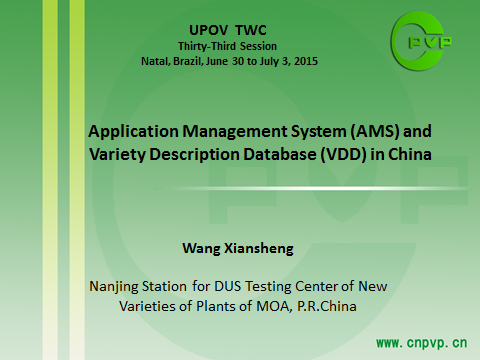 UPOV TWC
Thirty-Third Session
Natal, Brazil, June 30 to July 3, 2015
CPVP
Application Management System (AMS) and
Variety Description Database (VDD) in China
CPVP
Wang Xiansheng
Nanjing Station for DUS Testing Center of New
Varieties of Plants of MOA, P.R.China
www.cnpvp.cn